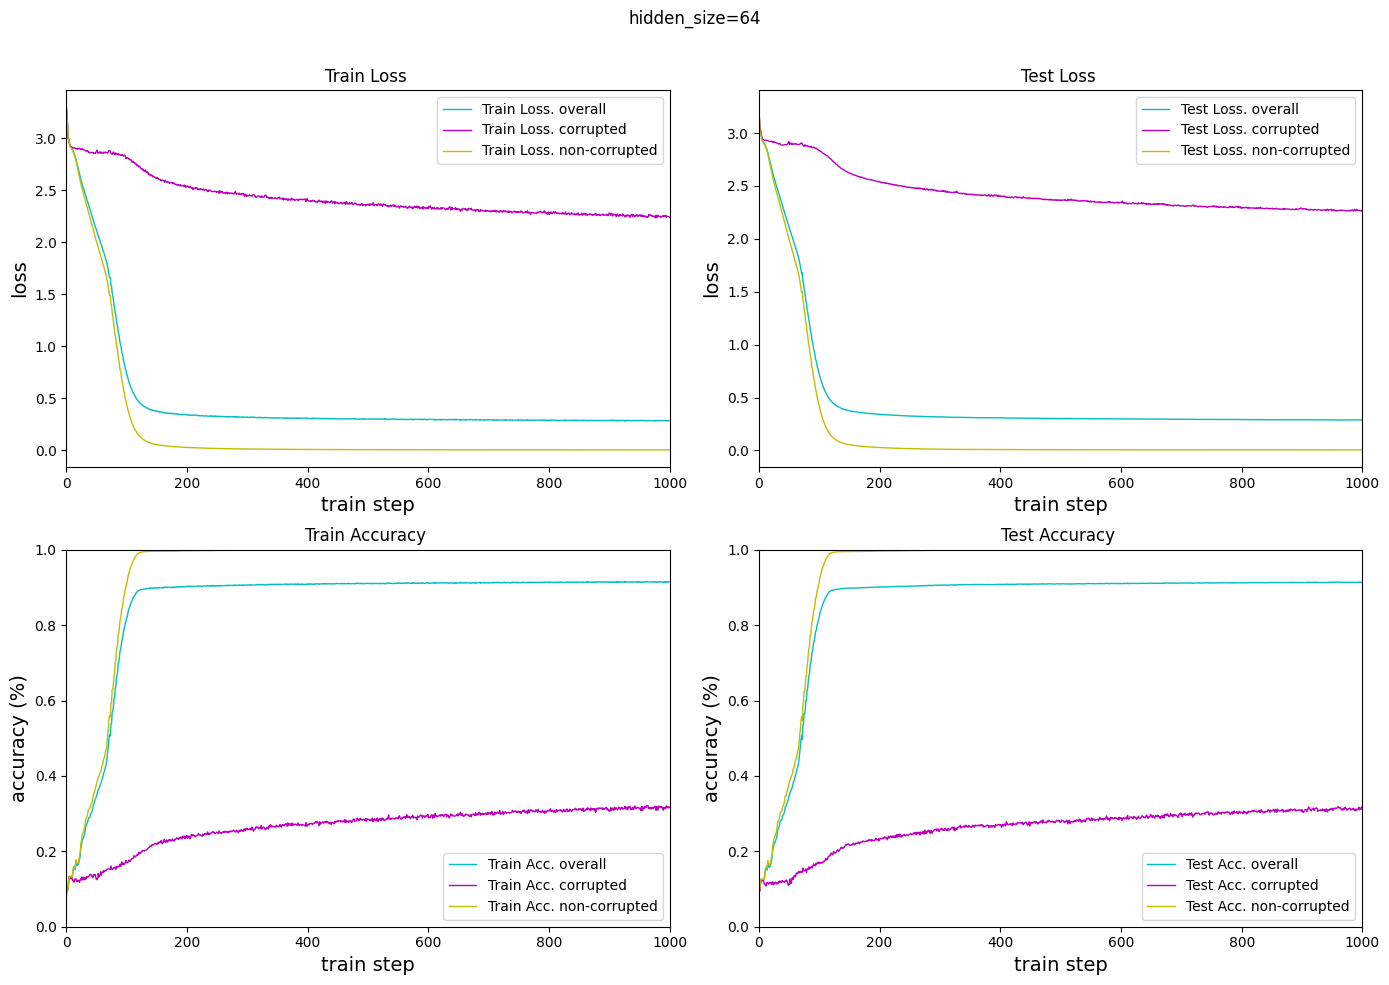 hidden_size=64
Train Loss
Train Loss. overall
Train Loss. corrupted
Train Loss. non-corrupted
3.0
2.5
2.0
1.5
1.0
0.5
0.0
loss
0 200 400 600 800 1000
train step
Test Loss
Test Loss. overall
Test Loss. corrupted
Test Loss. non-corrupted
3.0
2.5
2.0
1.5
1.0
0.5
0.0
loss
0 200 400 600 800 1000
train step
Train Accuracy
1.0
0.8
0.6
0.4
0.2
0.0
accuracy (%)
Train Acc. overall
Train Acc. corrupted
Train Acc. non-corrupted
0 200 400 600 800 1000
train step
Test Accuracy
1.0
0.8
0.6
0.4
0.2
0.0
accuracy (%)
Test Acc. overall
Test Acc. corrupted
Test Acc. non-corrupted
0 200 400 600 800 1000
train step